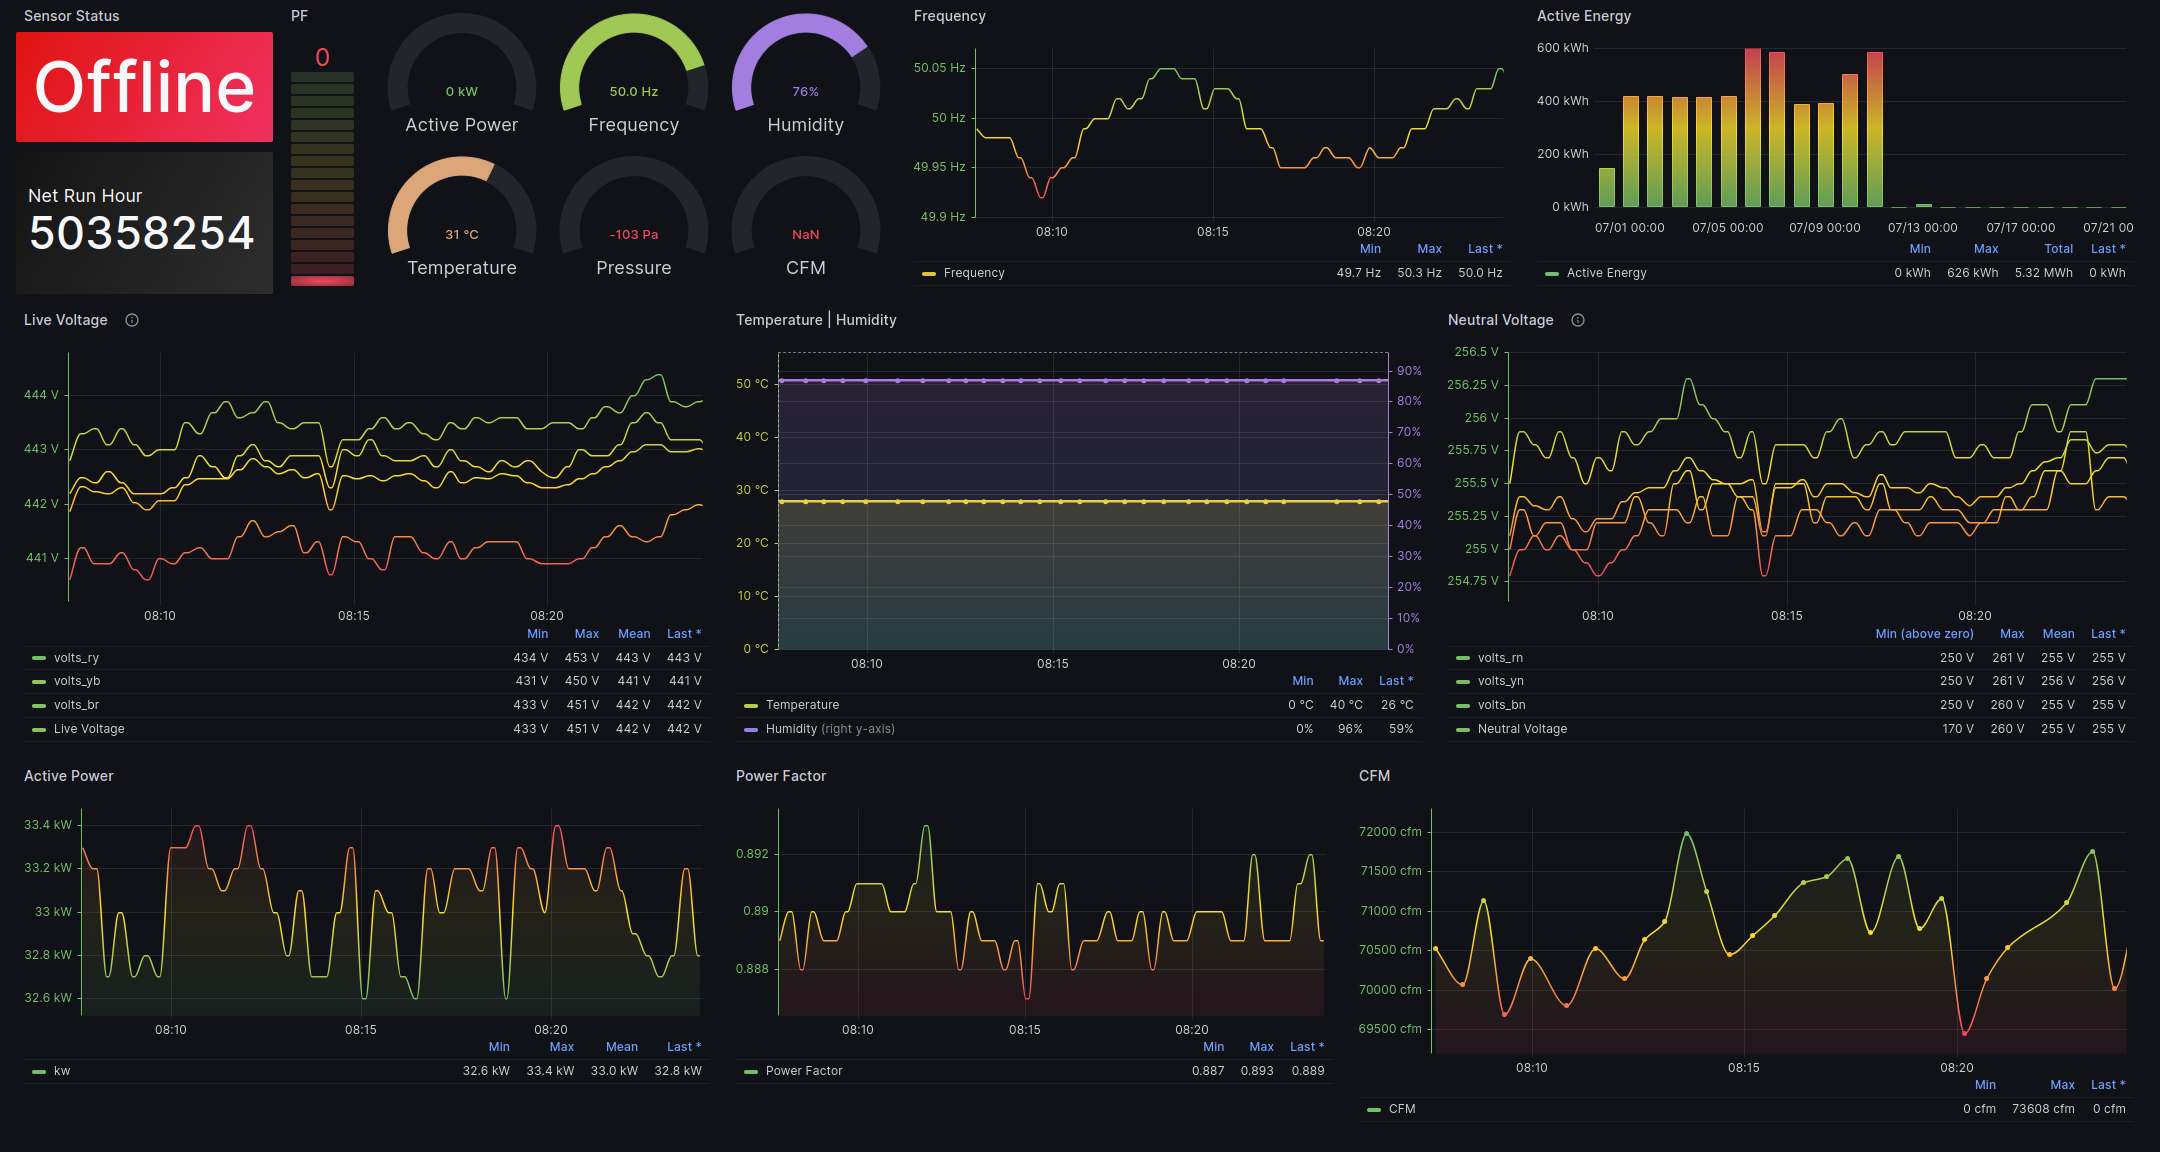 Sensor Status
Offline
Net Run Hour
50358254
PF
0
0 kW
Active Power
50.0 Hz
Frequency
76%
Humidity
31 °C
Temperature
-103 Pa
Pressure
NaN
CFM
Frequency
50.05 Hz
50 Hz
49.95 Hz
49.9 Hz
08:10 08:15 08:20
Min Max Last *
Frequency 49.7 Hz 50.3 Hz 50.0 Hz
Active Energy
600 kWh
400 kWh
200 kWh
0 kWh
07/01 00:00 07/05 00:00 07/09 00:00 07/13 00:00 07/17 00:00 07/21 00
Min Max Total Last *
Active Energy 0 kWh 626 kWh 5.32 MWh 0 kWh
Live Voltage
444 V
443 V
442 V
441 V
08:10 08:15 08:20
Min Max Mean Last *
volts_ry 434 V 453 V 443 V 443 V
volts_yb 431 V 450 V 441 V 441 V
volts_br 433 V 451 V 442 V 442 V
Live Voltage 433 V 451 V 442 V 442 V
Temperature | Humidity
50 °C
40 °C
30 °C
20 °C
10 °C
0 °C
90%
80%
70%
60%
50%
40%
30%
20%
10%
0%
08:10 08:15 08:20
Min Max Last *
Temperature 0 °C 40 °C 26 °C
Humidity (right y-axis) 0% 96% 59%
Neutral Voltage
256.5 V
256.25 V
256 V
255.75 V
255.5 V
255.25 V
255 V
254.75 V
08:10 08:15 08:20
Min (above zero) Max Mean Last *
volts_rn 250 V 261 V 255 V 255 V
volts_yn 250 V 261 V 256 V 256 V
volts_bn 250 V 260 V 255 V 255 V
Neutral Voltage 170 V 260 V 255 V 255 V
Active Power
33.4 kW
33.2 kW
33 kW
32.8 kW
32.6 kW
08:10 08:15 08:20
Min Max Mean Last *
kw 32.6 kW 33.4 kW 33.0 kW 32.8 kW
Power Factor
0.892
0.89
0.888
08:10 08:15 08:20
Min Max Last *
Power Factor 0.887 0.893 0.889
CFM
72000 cfm
71500 cfm
71000 cfm
70500 cfm
70000 cfm
69500 cfm
08:10 08:15 08:20
Min Max Last *
CFM 0 cfm 73608 cfm 0 cfm